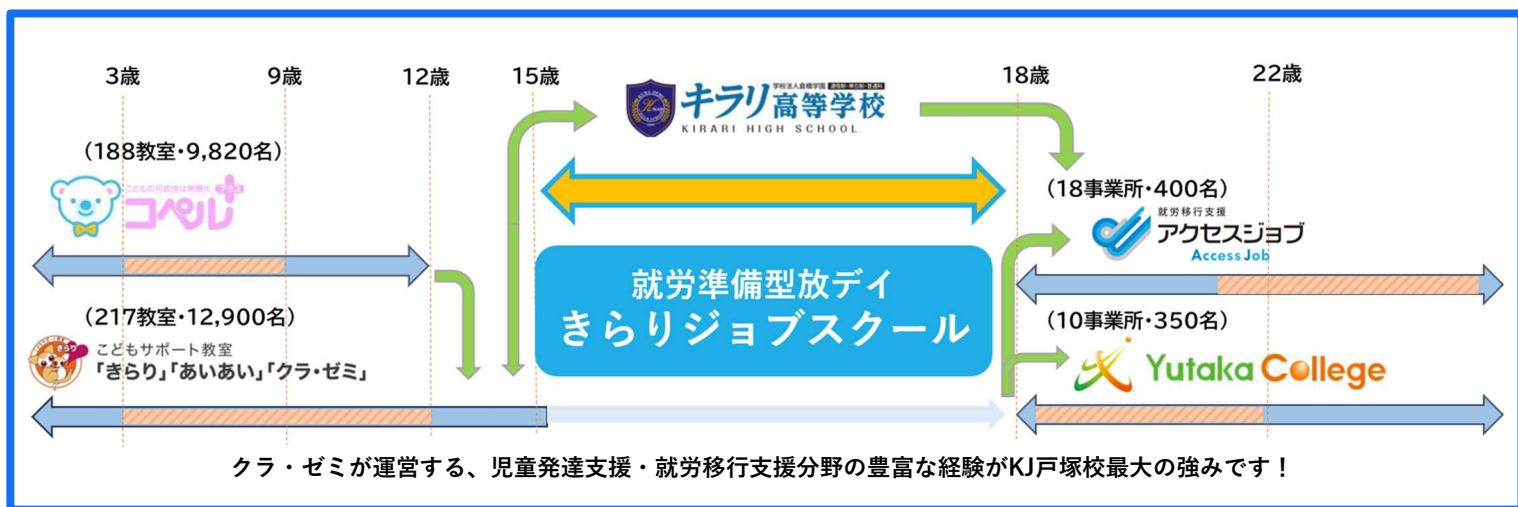 3歳
9歳
12歳
15歳
18歳
22歳
学校法人倉橋学園 通信制・単位制・普通科
キラリ高等学校
KIRARI HIGH SCHOOL
(188教室・9,820名)
こどもの可能性は無限大 プラス
コペル+
(217教室・12,900名)
こどもサポート教室
「きらり」「あいあい」「クラ・ゼミ」
就労準備型放デイ
きらりジョブスクール
(18事業所・400名)
就労移行支援
アクセスジョブ
Access Job
(10事業所・350名)
Yutaka College
クラ・ゼミが運営する、児童発達支援・就労移行支援分野の豊富な経験がKJ戸塚校最大の強みです！